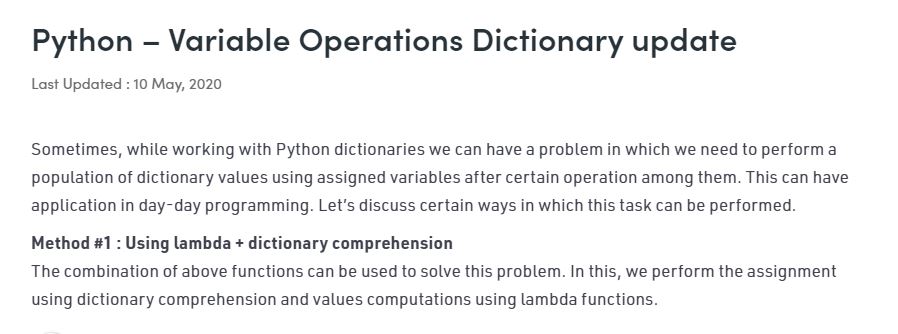 Python – Variable Operations Dictionary update
Last Updated : 10 May, 2020
Sometimes, while working with Python dictionaries we can have a problem in which we need to perform a
population of dictionary values using assigned variables after certain operation among them. This can have
application in day-day programming. Let’s discuss certain ways in which this task can be performed.
Method #1 : Using lambda + dictionary comprehension
The combination of above functions can be used to solve this problem. In this, we perform the assignment
using dictionary comprehension and values computations using lambda functions.